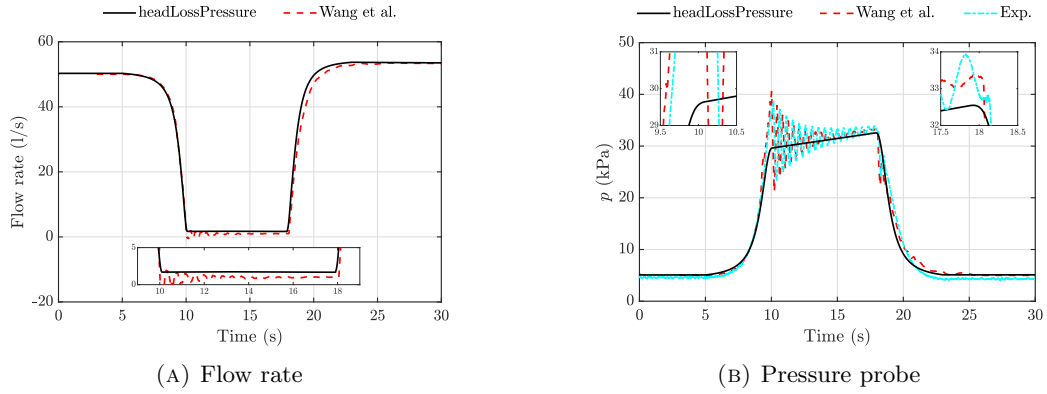 headLossPressure Wang et al.
60
40
20
0
-20
Flow rate (l/s)
5
0
10 12 14 16 18
0 5 10 15 20 25 30
Time (s)
(A) Flow rate
headLossPressure Wang et al. Exp.
50
40
30
20
10
0
p (kPa)
31
30
29
9.5 10 10.5
34
33
32
17.5 18 18.5
0 5 10 15 20 25 30
Time (s)
(B) Pressure probe